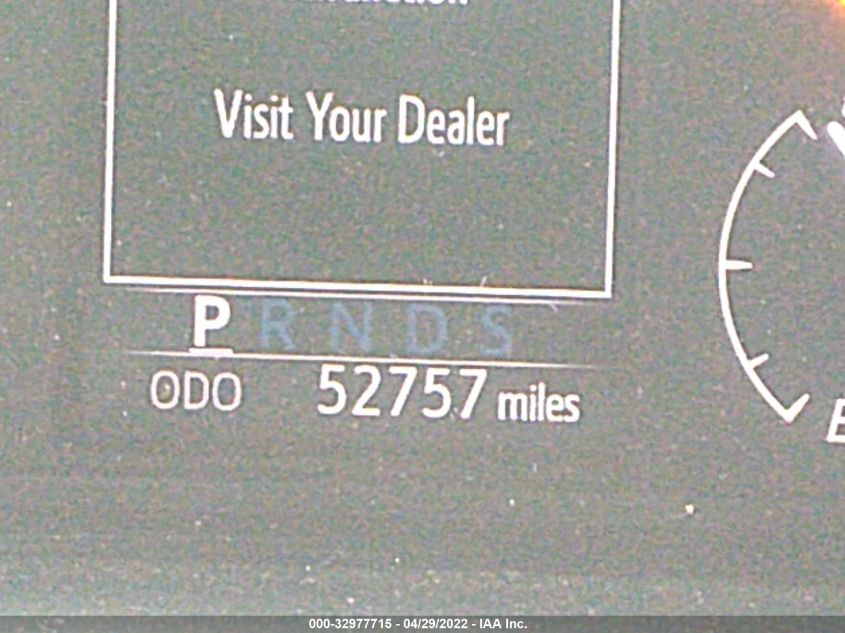 Visit Your Dealer
P R N D S
ODO 52757 miles
E
000-32977715 - 04/29/2022 - IAA Inc.